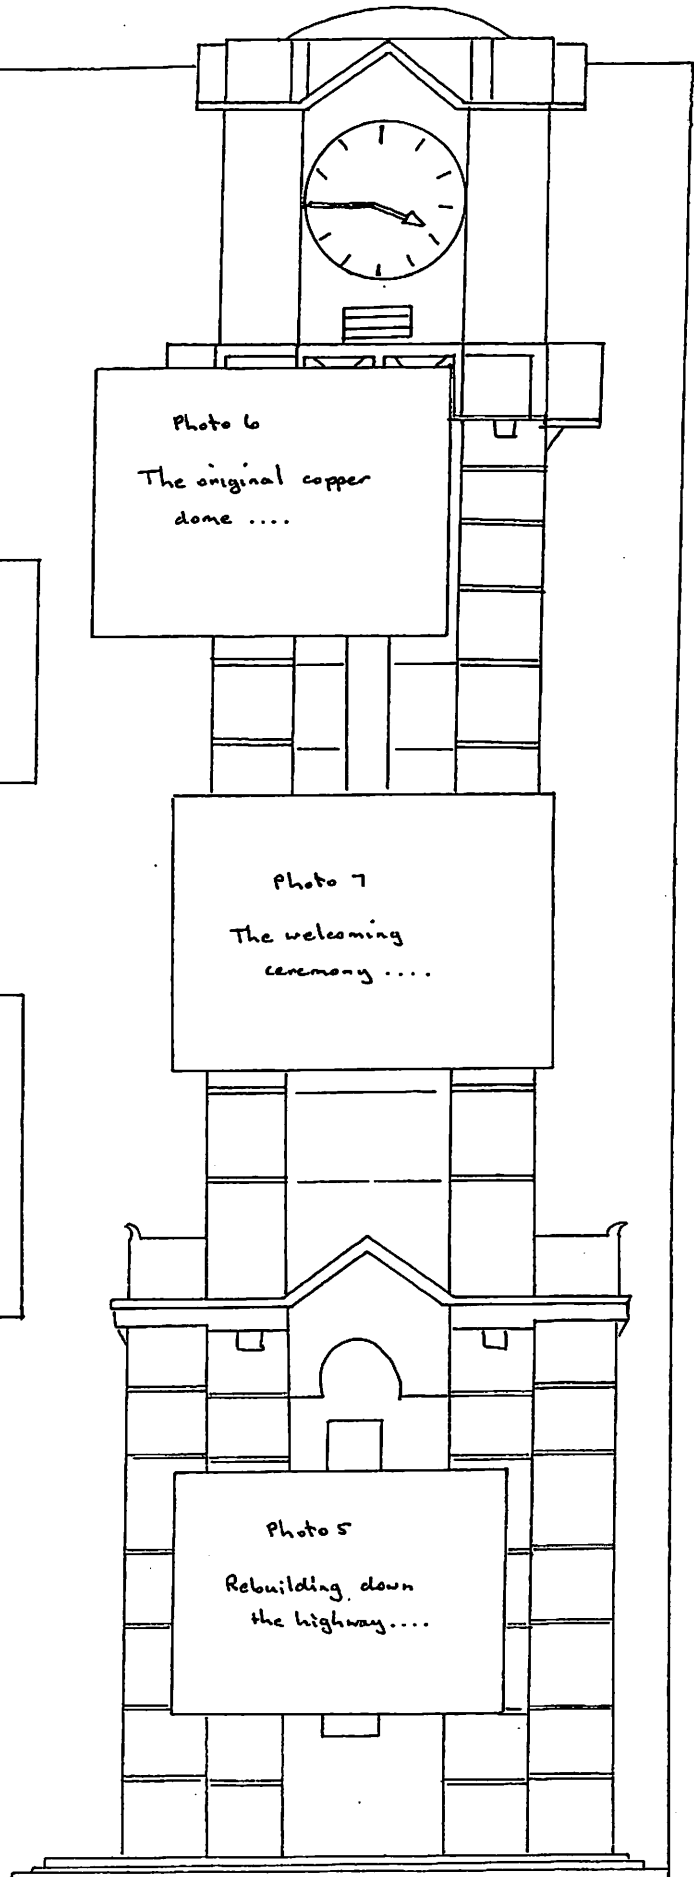 Photo 6
The original copper
dome ....
Photo 7
The welcoming
ceremony ....
Photo 5
Rebuilding down
the highway....